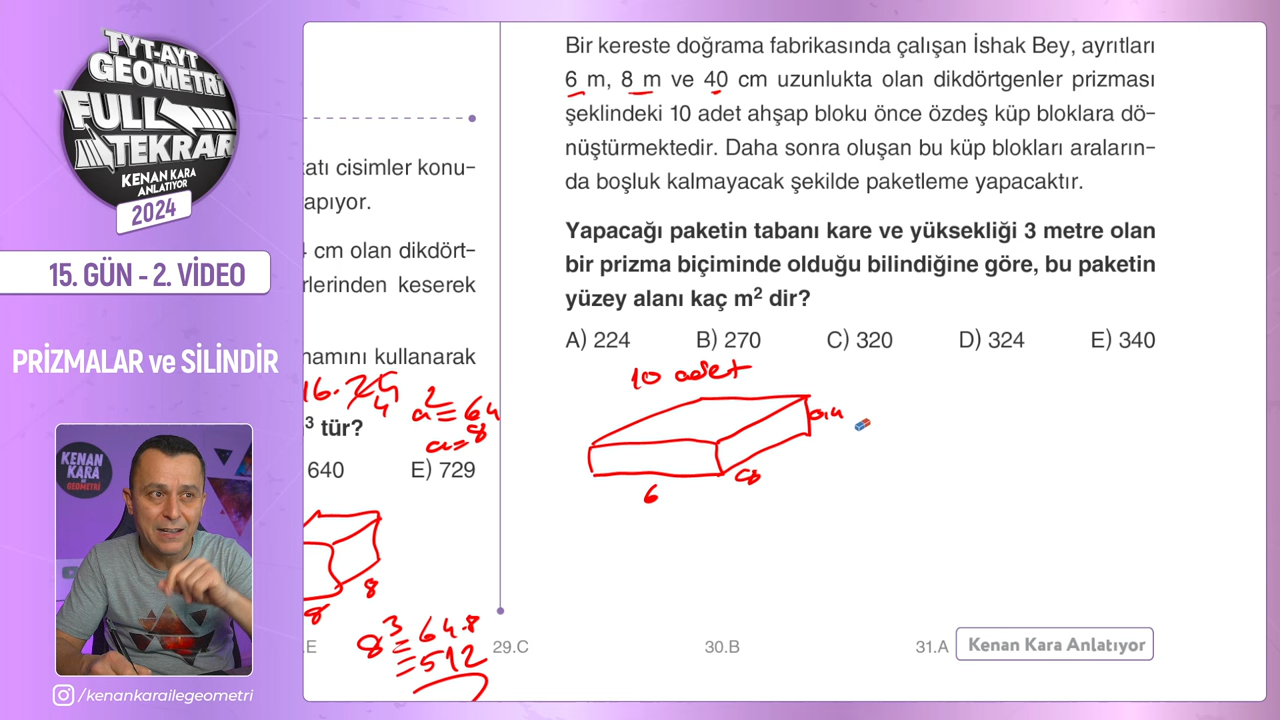 TYT-AYT
GEOMETRİ
FULL
TEKRAR
KENAN KARA
ANLATIYOR
2024
15. GÜN - 2. VİDEO
PRİZMALAR ve SİLİNDİR
KENAN
KARA
ile
GEOMETRİ
/kenankarailegeometri
katı cisimler konu-
apıyor.
4 cm olan dikdört-
rlerinden keserek
mamını kullanarak
16.
4
a² = 64
a = 8
³ tür?
640 E) 729
8
8
8³ = 64.8
= 512
Bir kereste doğrama fabrikasında çalışan İshak Bey, ayrıtları
6 m, 8 m ve 40 cm uzunlukta olan dikdörtgenler prizması
şeklindeki 10 adet ahşap bloku önce özdeş küp bloklara dö-
nüştürmektedir. Daha sonra oluşan bu küp blokları araların-
da boşluk kalmayacak şekilde paketleme yapacaktır.
Yapacağı paketin tabanı kare ve yüksekliği 3 metre olan
bir prizma biçiminde olduğu bilindiğine göre, bu paketin
yüzey alanı kaç m² dir?
A) 224 B) 270 C) 320 D) 324 E) 340
10 adet
0,4
8
6
.E 29.C 30.B 31.A
Kenan Kara Anlatıyor